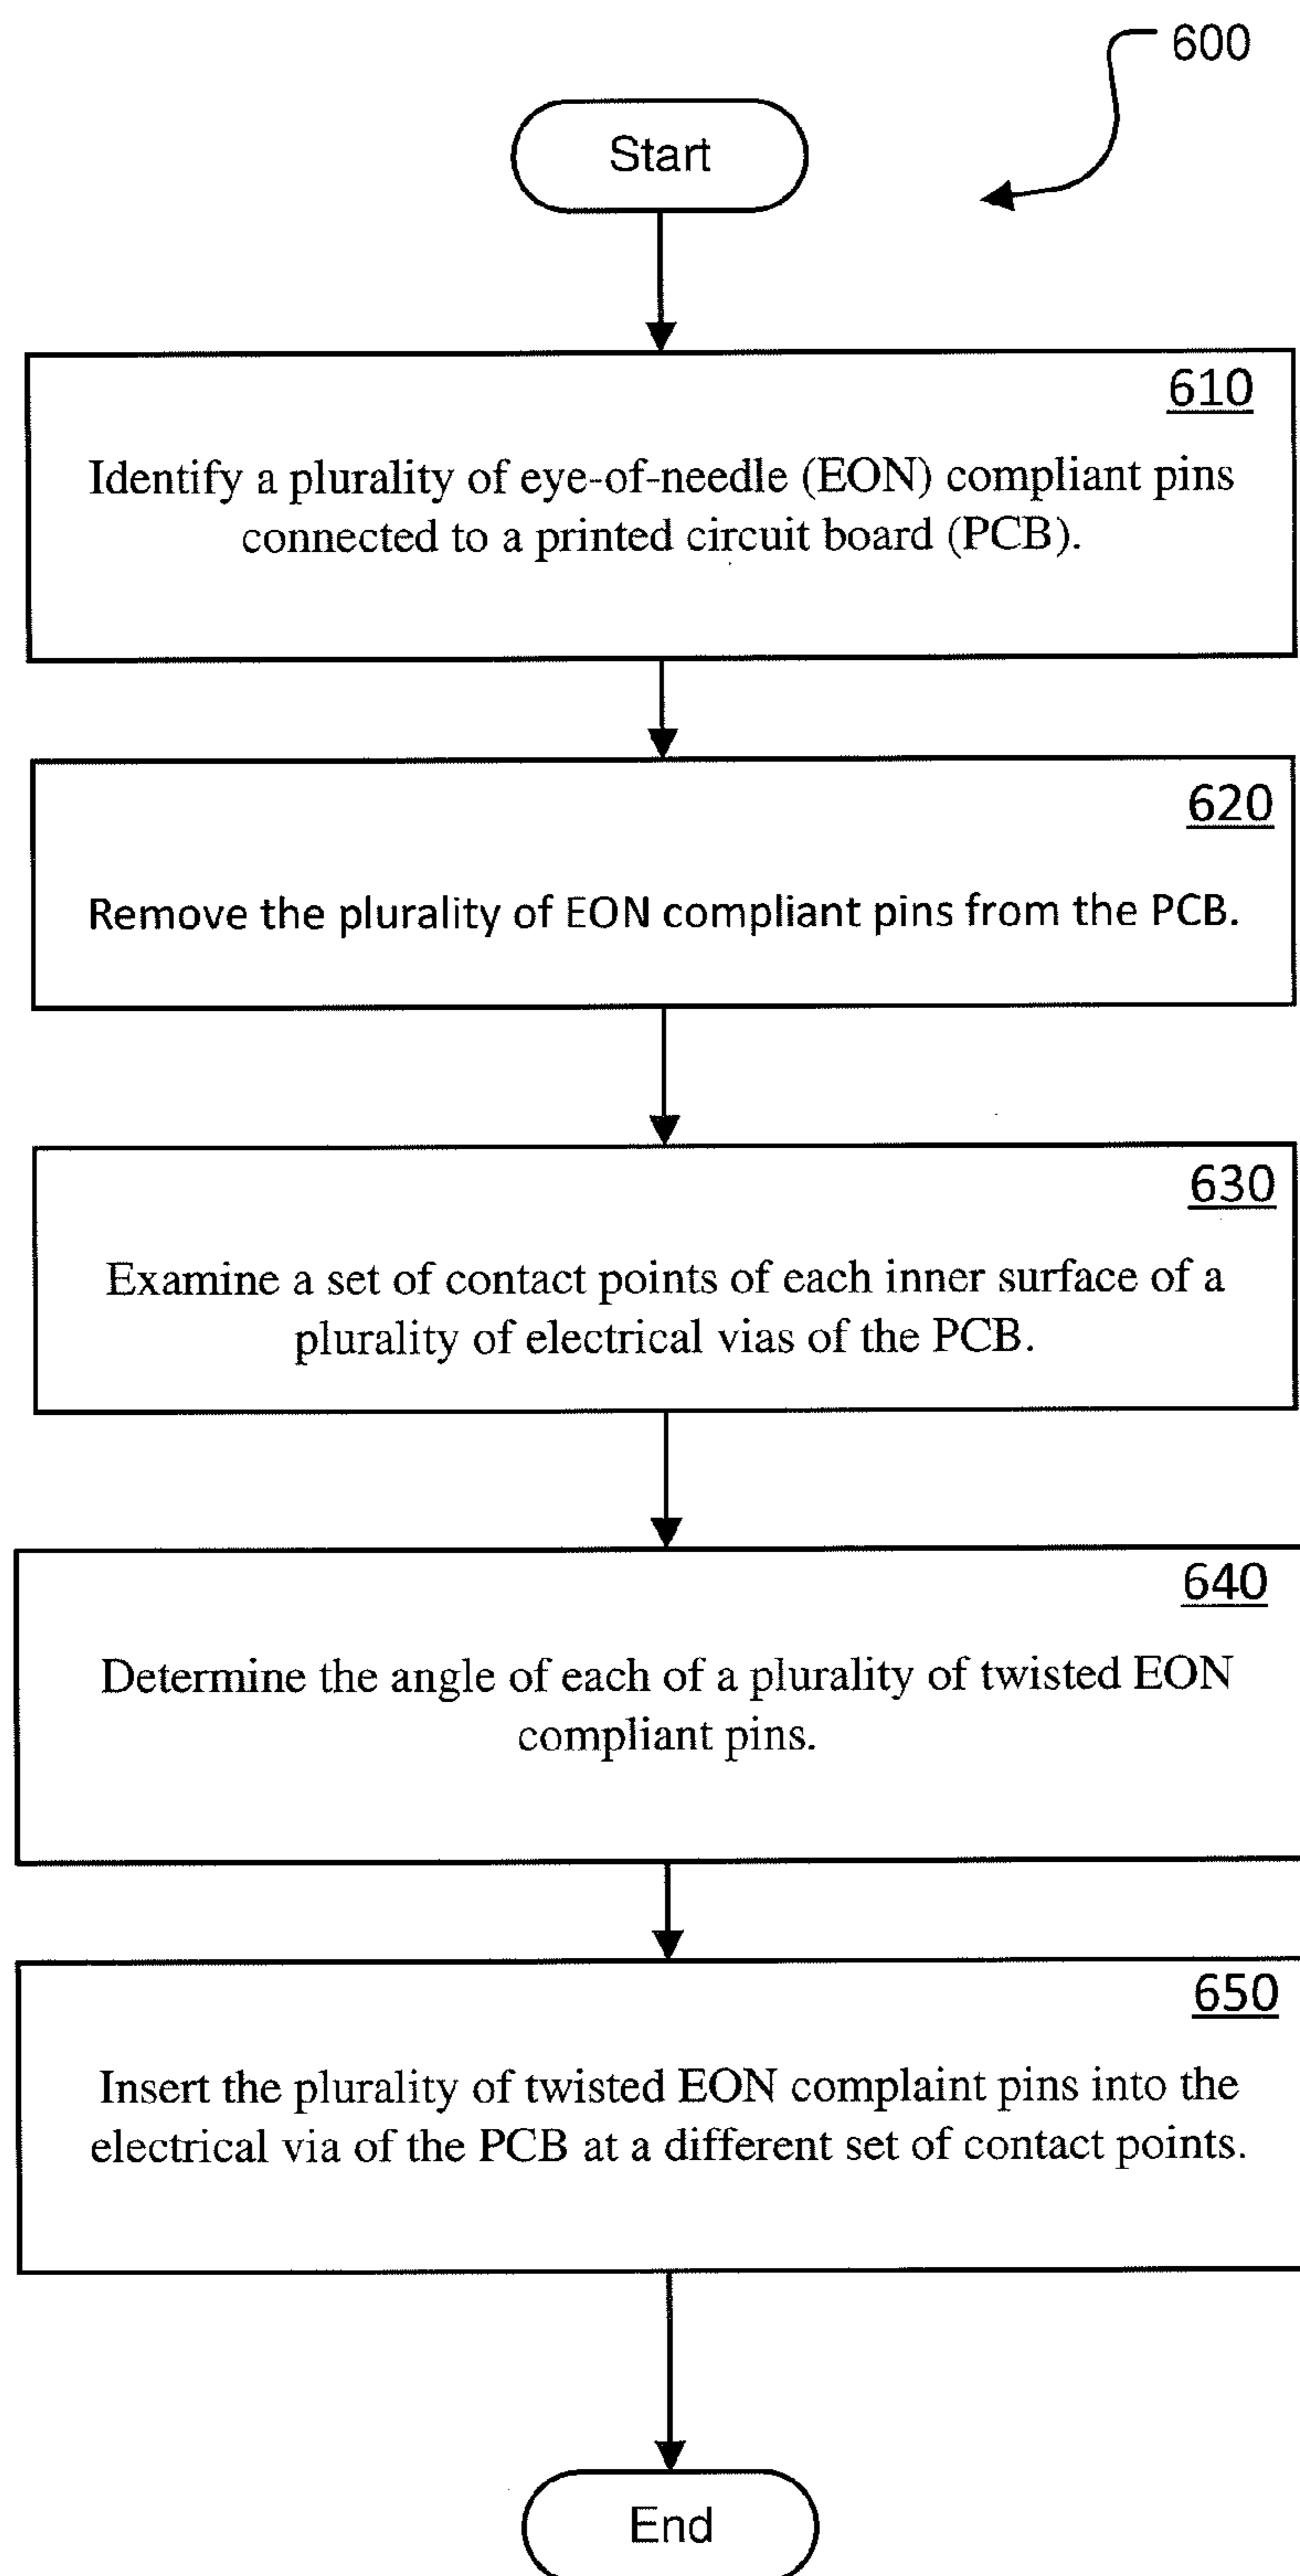 600
Start
610
Identify a plurality of eye-of-needle (EON) compliant pins
connected to a printed circuit board (PCB).
620
Remove the plurality of EON compliant pins from the PCB.
630
Examine a set of contact points of each inner surface of a
plurality of electrical vias of the PCB.
640
Determine the angle of each of a plurality of twisted EON
compliant pins.
650
Insert the plurality of twisted EON complaint pins into the
electrical via of the PCB at a different set of contact points.
End